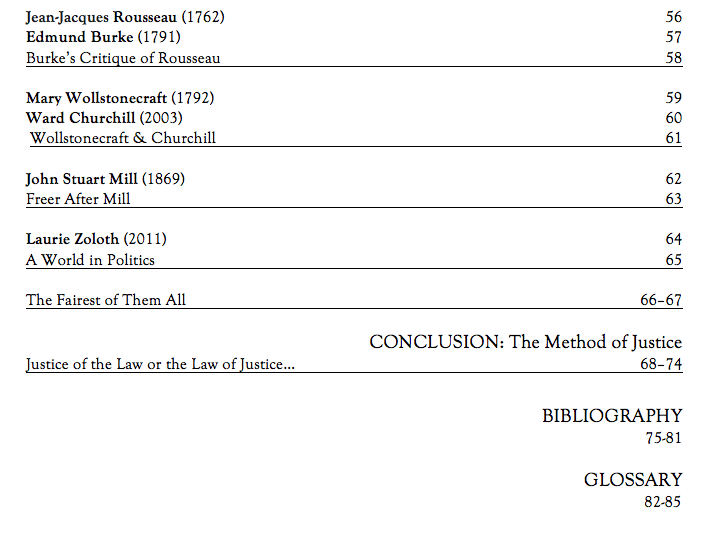 Jean-Jacques Rousseau (1762) 56
Edmund Burke (1791) 57
Burke's Critique of Rousseau 58
Mary Wollstonecraft (1792) 59
Ward Churchill (2003) 60
Wollstonecraft & Churchill 61
John Stuart Mill (1869) 62
Freer After Mill 63
Laurie Zoloth (2011) 64
A World in Politics 65
The Fairest of Them All 66–67
CONCLUSION: The Method of Justice
Justice of the Law or the Law of Justice... 68–74
BIBLIOGRAPHY
75-81
GLOSSARY
82-85